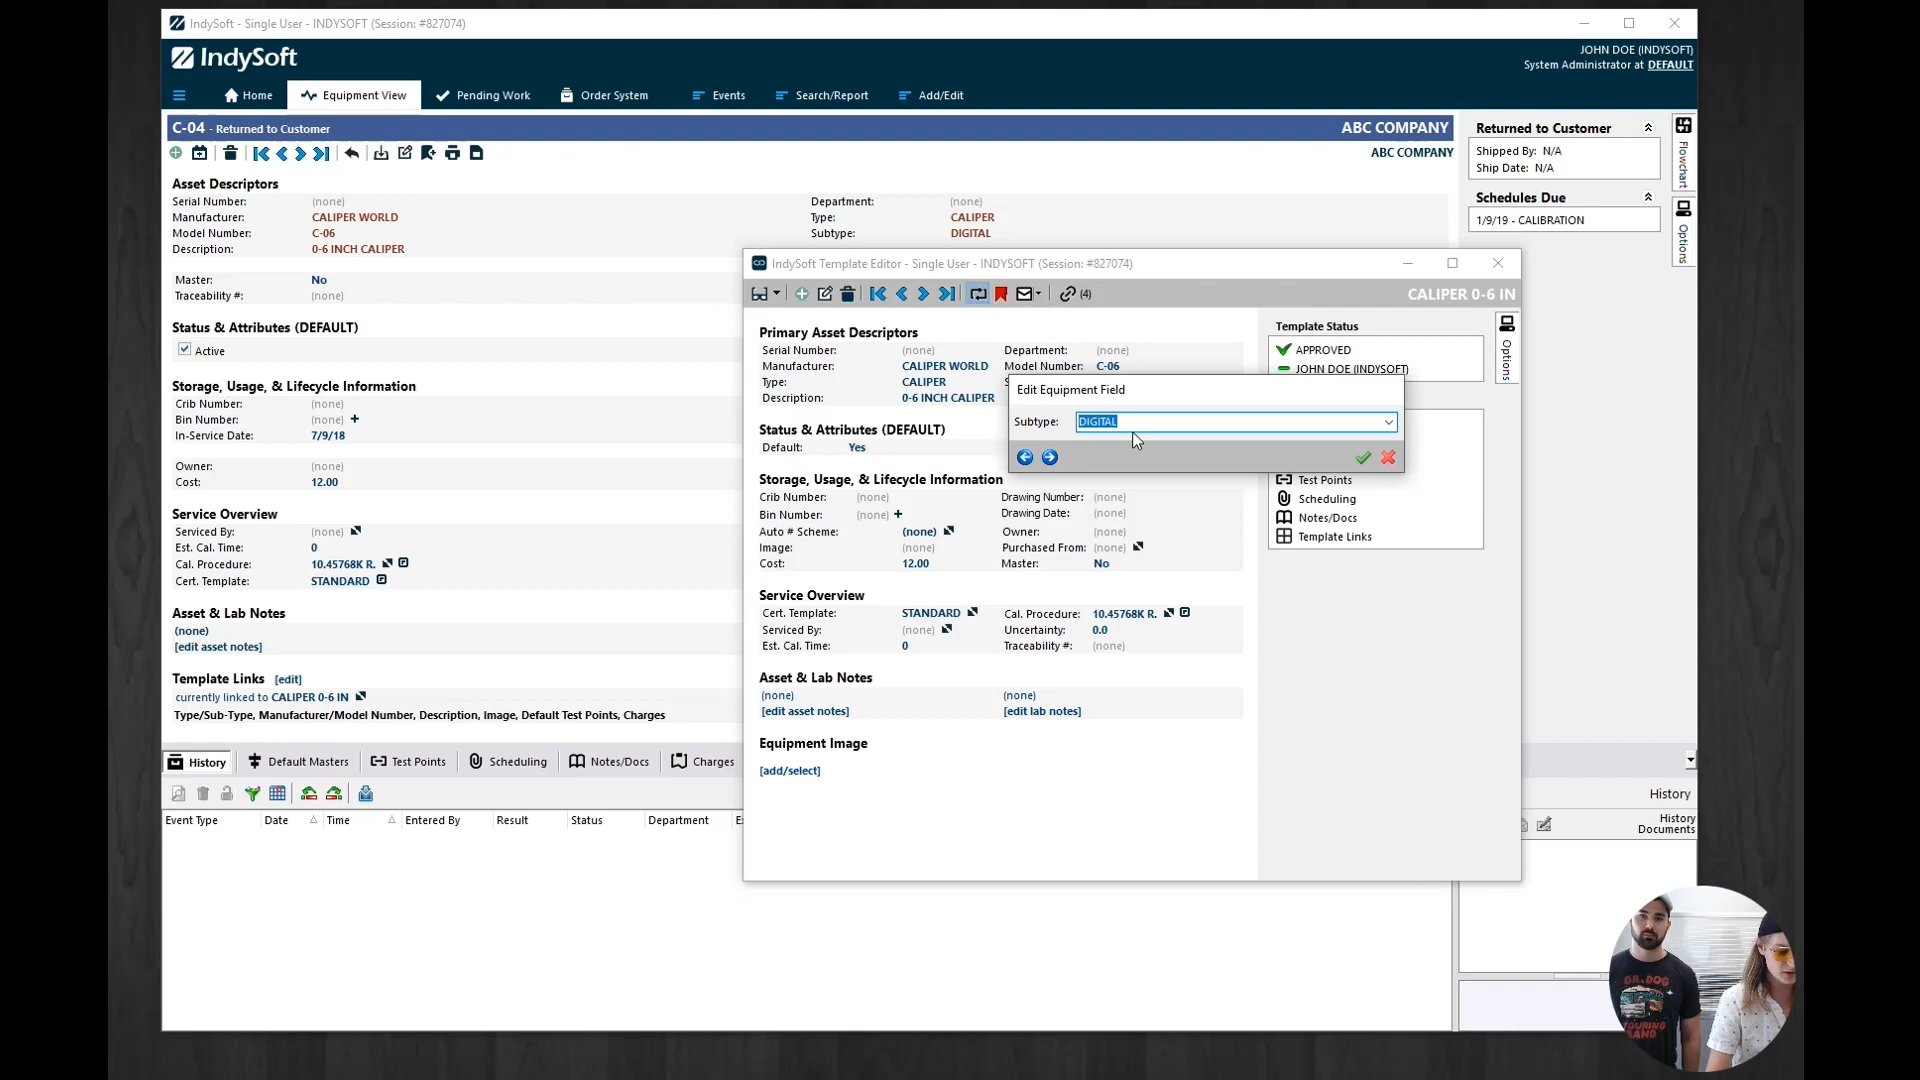 IndySoft - Single User - INDYSOFT (Session: #827074)
IndySoft
JOHN DOE (INDYSOFT)
System Administrator at DEFAULT
Home
Equipment View
Pending Work
Order System
Events
Search/Report
Add/Edit
C-04 - Returned to Customer
ABC COMPANY
ABC COMPANY
Asset Descriptors
Serial Number: (none)
Department: (none)
Manufacturer: CALIPER WORLD
Type: CALIPER
Model Number: C-06
Subtype: DIGITAL
Description: 0-6 INCH CALIPER
Master: No
Traceability #: (none)
Status & Attributes (DEFAULT)
Active
Storage, Usage, & Lifecycle Information
Crib Number: (none)
Bin Number: (none)
In-Service Date: 7/9/18
Owner: (none)
Cost: 12.00
Service Overview
Serviced By: (none)
Est. Cal. Time: 0
Cal. Procedure: 10.45768K R.
Cert. Template: STANDARD
Asset & Lab Notes
(none)
[edit asset notes]
Template Links [edit]
currently linked to CALIPER 0-6 IN
Type/Sub-Type, Manufacturer/Model Number, Description, Image, Default Test Points, Charges
History
Default Masters
Test Points
Scheduling
Notes/Docs
Charges
History
Event Type
Date
Time
Entered By
Result
Status
Department
History
Documents
Returned to Customer
Shipped By: N/A
Ship Date: N/A
Schedules Due
1/9/19 - CALIBRATION
Flowchart
Options
IndySoft Template Editor - Single User - INDYSOFT (Session: #827074)
(4)
CALIPER 0-6 IN
Primary Asset Descriptors
Serial Number: (none)
Department: (none)
Manufacturer: CALIPER WORLD
Model Number: C-06
Type: CALIPER
Description: 0-6 INCH CALIPER
Status & Attributes (DEFAULT)
Default: Yes
Storage, Usage, & Lifecycle Information
Crib Number: (none)
Drawing Number: (none)
Bin Number: (none)
Drawing Date: (none)
Auto # Scheme: (none)
Owner: (none)
Image: (none)
Purchased From: (none)
Cost: 12.00
Master: No
Service Overview
Cert. Template: STANDARD
Cal. Procedure: 10.45768K R.
Serviced By: (none)
Uncertainty: 0.0
Est. Cal. Time: 0
Traceability #: (none)
Asset & Lab Notes
(none)
(none)
[edit asset notes]
[edit lab notes]
Equipment Image
[add/select]
Template Status
APPROVED
JOHN DOE (INDYSOFT)
Options
Test Points
Scheduling
Notes/Docs
Template Links
Edit Equipment Field
Subtype: DIGITAL
DR. DOG
TOURING
BAND